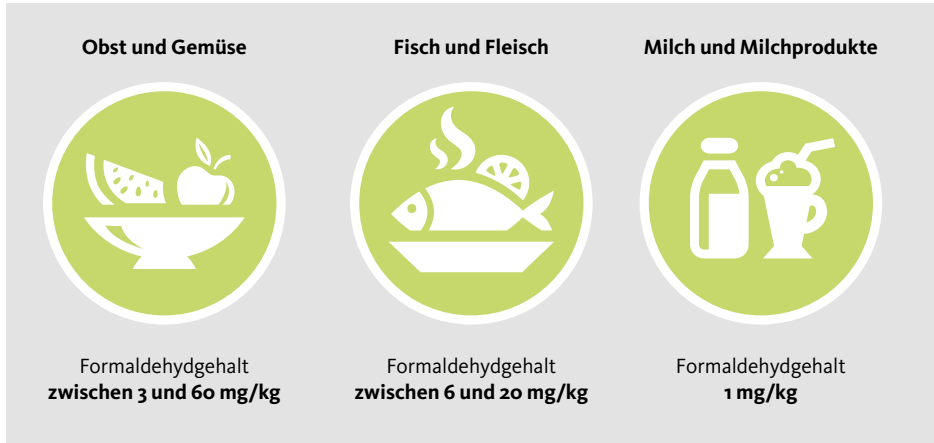 Obst und Gemüse
Formaldehydgehalt
zwischen 3 und 60 mg/kg
Fisch und Fleisch
Formaldehydgehalt
zwischen 6 und 20 mg/kg
Milch und Milchprodukte
Formaldehydgehalt
1 mg/kg